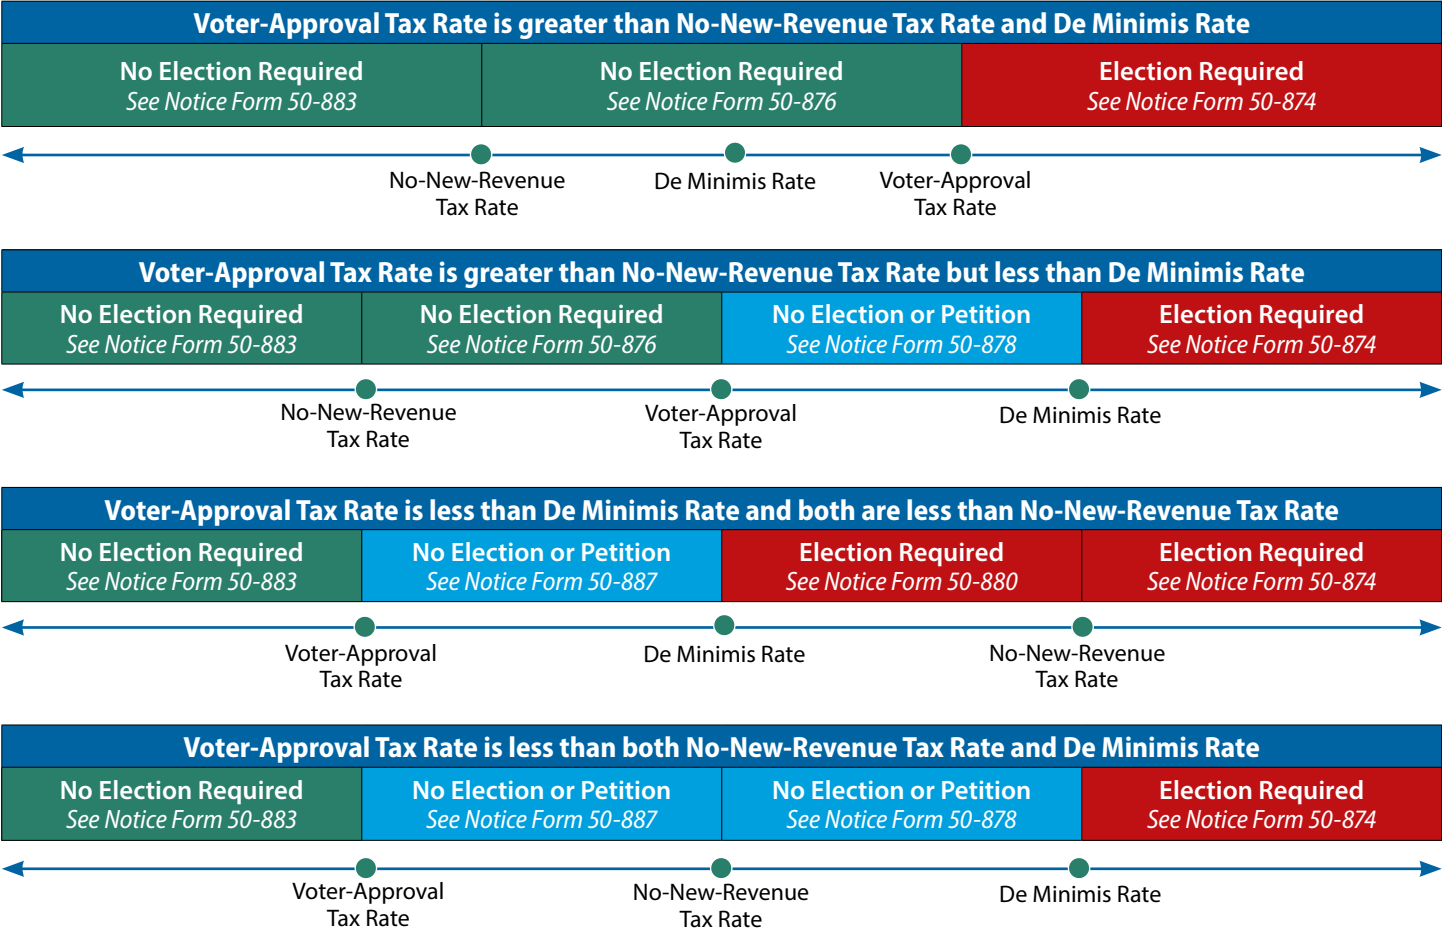 Voter-Approval Tax Rate is greater than No-New-Revenue Tax Rate and De Minimis Rate
No Election Required
See Notice Form 50-883
No Election Required
See Notice Form 50-876
Election Required
See Notice Form 50-874
No-New-Revenue
Tax Rate
De Minimis Rate
Voter-Approval
Tax Rate
Voter-Approval Tax Rate is greater than No-New-Revenue Tax Rate but less than De Minimis Rate
No Election Required
See Notice Form 50-883
No Election Required
See Notice Form 50-876
No Election or Petition
See Notice Form 50-878
Election Required
See Notice Form 50-874
No-New-Revenue
Tax Rate
Voter-Approval
Tax Rate
De Minimis Rate
Voter-Approval Tax Rate is less than De Minimis Rate and both are less than No-New-Revenue Tax Rate
No Election Required
See Notice Form 50-883
No Election or Petition
See Notice Form 50-887
Election Required
See Notice Form 50-880
Election Required
See Notice Form 50-874
Voter-Approval
Tax Rate
De Minimis Rate
No-New-Revenue
Tax Rate
Voter-Approval Tax Rate is less than both No-New-Revenue Tax Rate and De Minimis Rate
No Election Required
See Notice Form 50-883
No Election or Petition
See Notice Form 50-887
No Election or Petition
See Notice Form 50-878
Election Required
See Notice Form 50-874
Voter-Approval
Tax Rate
No-New-Revenue
Tax Rate
De Minimis Rate